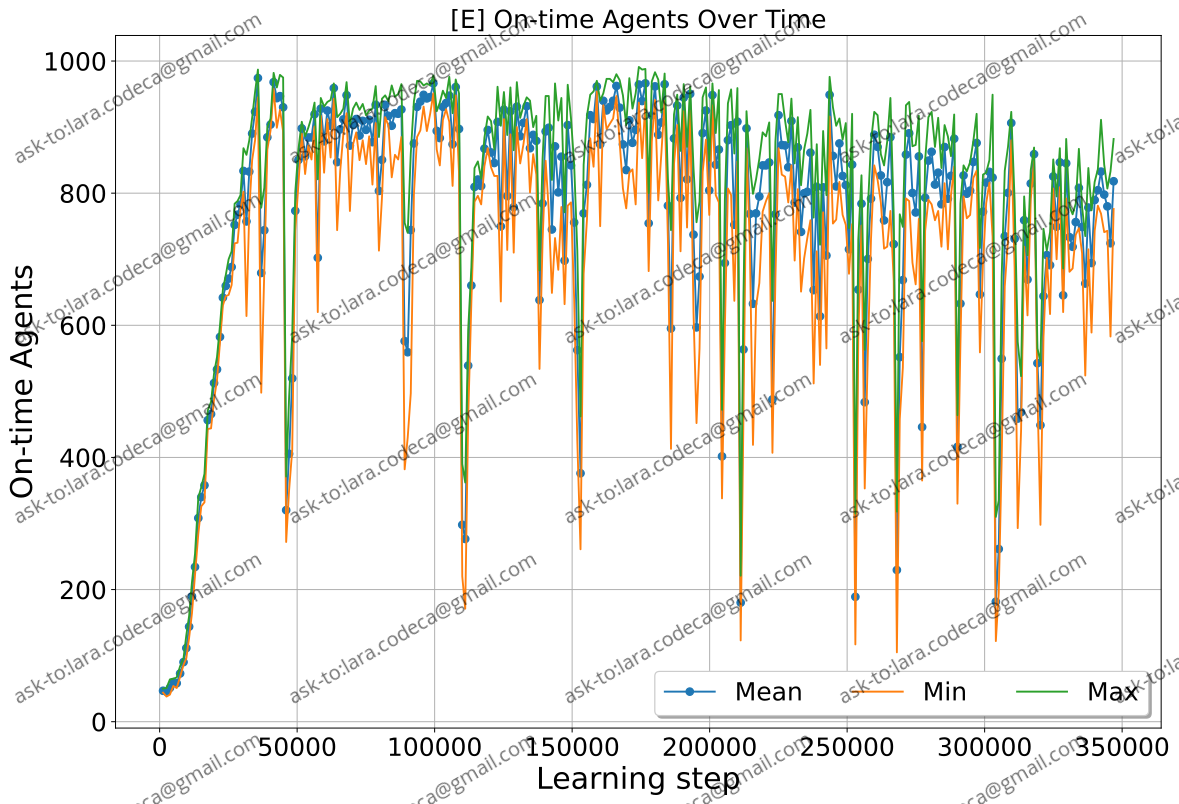 [E] On-time Agents Over Time
On-time Agents
1000
800
600
400
200
0
0 50000 100000 150000 200000 250000 300000 350000
Learning step
Mean Min Max
ask-to:lara.codeca@gmail.com